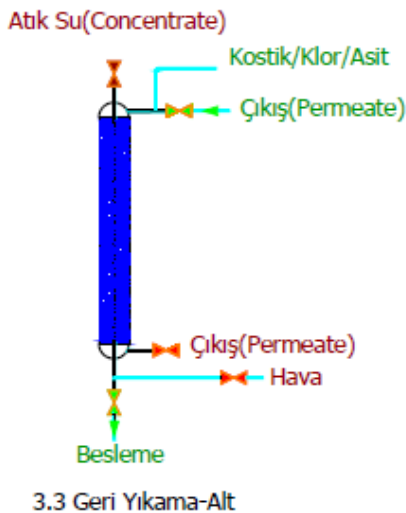 Atık Su(Concentrate)
Kostik/Klor/Asit
Çıkış(Permeate)
Çıkış(Permeate)
Hava
Besleme
3.3 Geri Yıkama-Alt